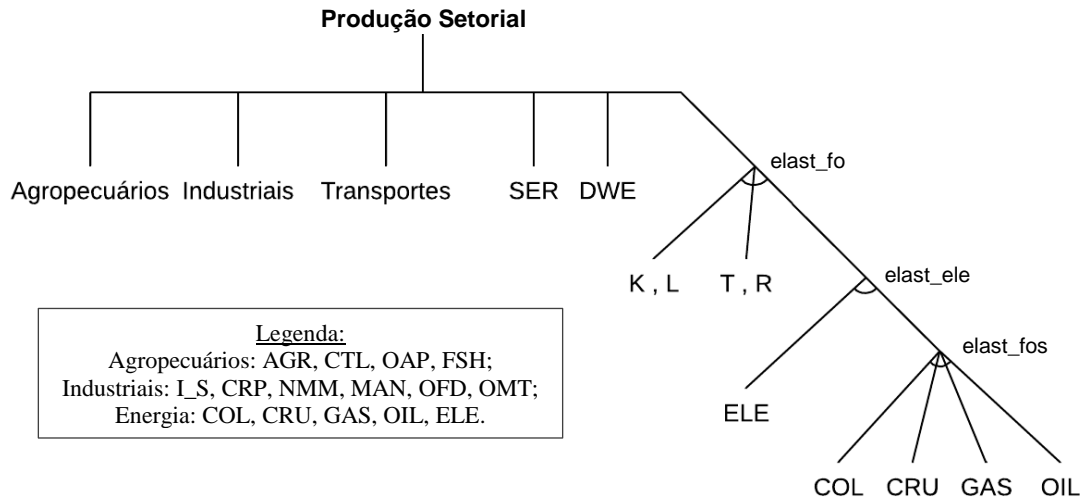 Produção Setorial
elast_fo
Agropecuários Industriais Transportes SER DWE
K , L T , R
elast_ele
Legenda:
Agropecuários: AGR, CTL, OAP, FSH;
Industriais: I_S, CRP, NMM, MAN, OFD, OMT;
Energia: COL, CRU, GAS, OIL, ELE.
elast_fos
ELE
COL CRU GAS OIL